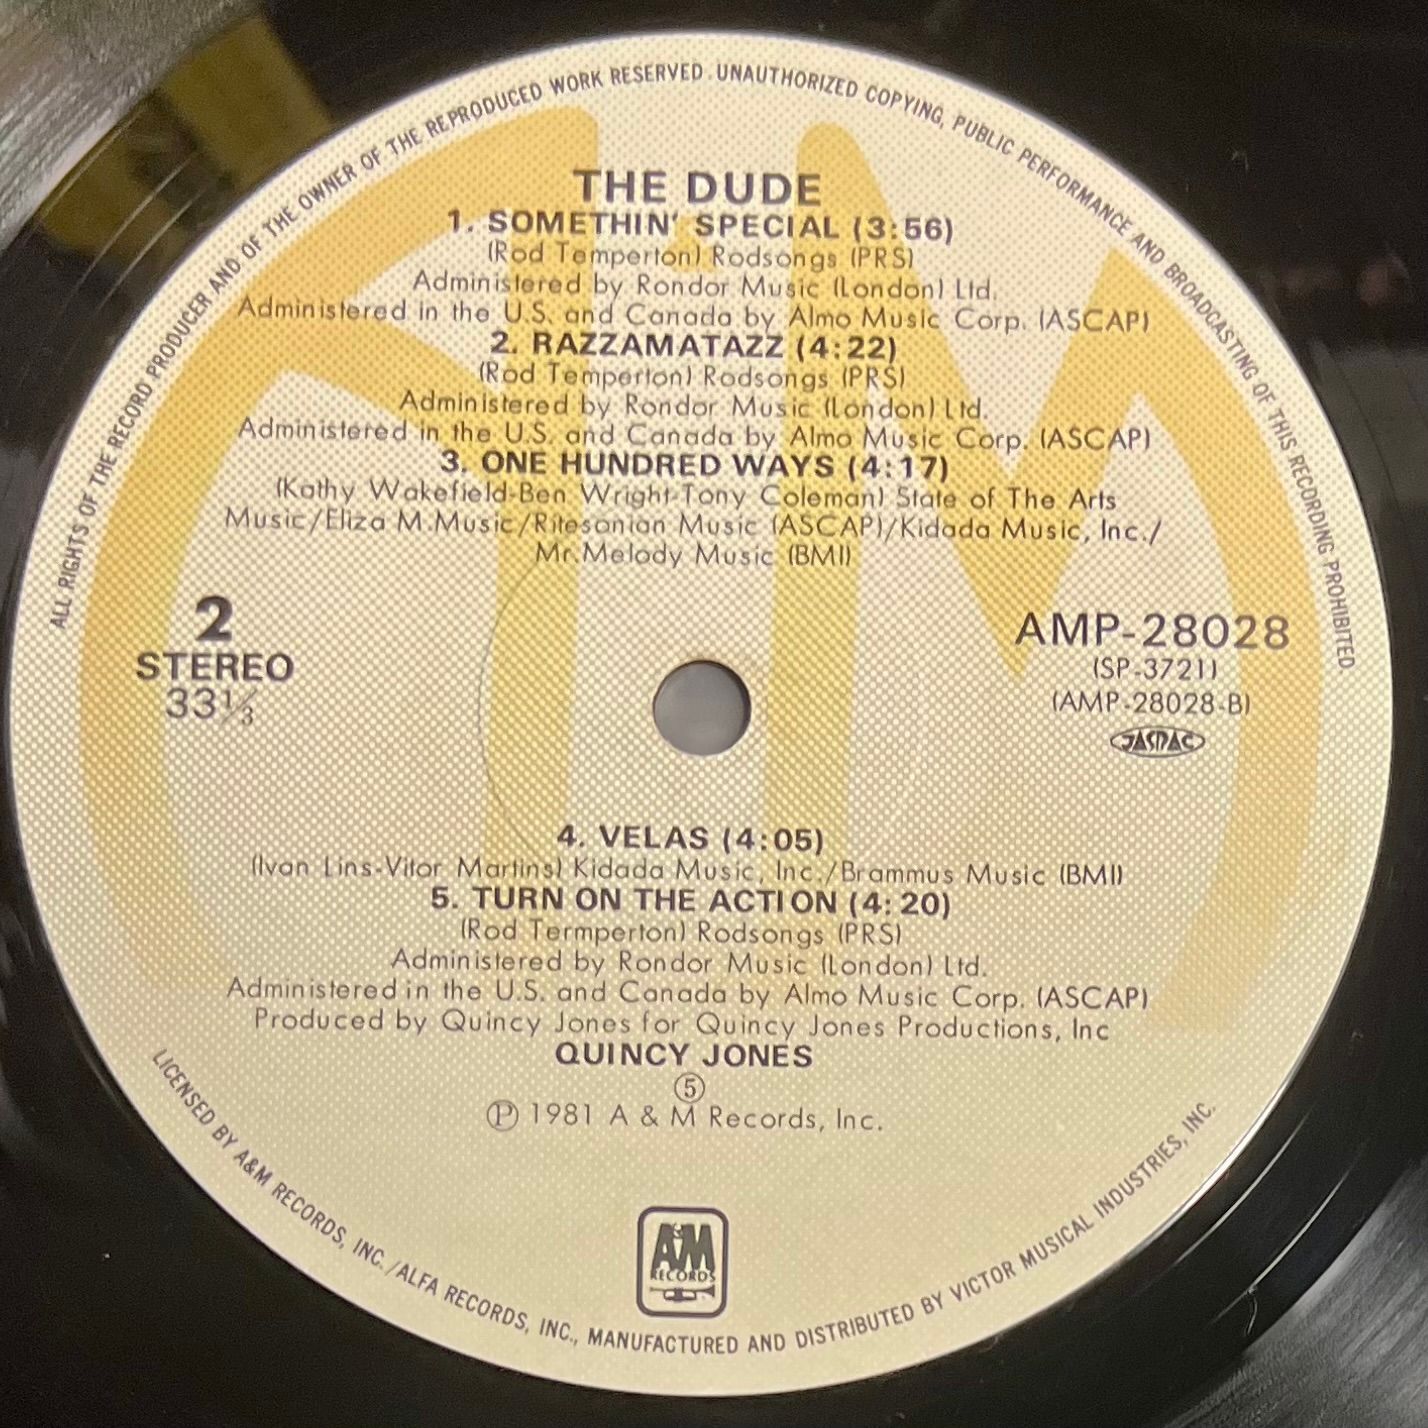 ALL RIGHTS OF THE RECORD PRODUCER AND OF THE OWNER OF THE REPRODUCED WORK RESERVED. UNAUTHORIZED COPYING, PUBLIC PERFORMANCE AND BROADCASTING OF THIS RECORDING PROHIBITED.
THE DUDE
1. SOMETHIN' SPECIAL (3:56)
(Rod Temperton) Rodsongs (PRS)
Administered by Rondor Music (London) Ltd.
Administered in the U.S. and Canada by Almo Music Corp. (ASCAP)
2. RAZZAMATAZZ (4:22)
(Rod Temperton) Rodsongs (PRS)
Administered by Rondor Music (London) Ltd.
Administered in the U.S. and Canada by Almo Music Corp. (ASCAP)
3. ONE HUNDRED WAYS (4:17)
(Kathy Wakefield-Ben Wright-Tony Coleman) State of The Arts
Music/Eliza M.Music/Ritesonian Music (ASCAP)/Kidada Music, Inc./
Mr.Melody Music (BMI)
2
STEREO
33⅓
AMP-28028
(SP-3721)
(AMP-28028-B)
JASRAC
4. VELAS (4:05)
(Ivan Lins-Vitor Martins) Kidada Music, Inc./Brammus Music (BMI)
5. TURN ON THE ACTION (4:20)
(Rod Termperton) Rodsongs (PRS)
Administered by Rondor Music (London) Ltd.
Administered in the U.S. and Canada by Almo Music Corp. (ASCAP)
Produced by Quincy Jones for Quincy Jones Productions, Inc
QUINCY JONES
⑤
℗ 1981 A & M Records, Inc.
A&M
RECORDS
LICENSED BY A&M RECORDS, INC./ALFA RECORDS, INC., MANUFACTURED AND DISTRIBUTED BY VICTOR MUSICAL INDUSTRIES, INC.